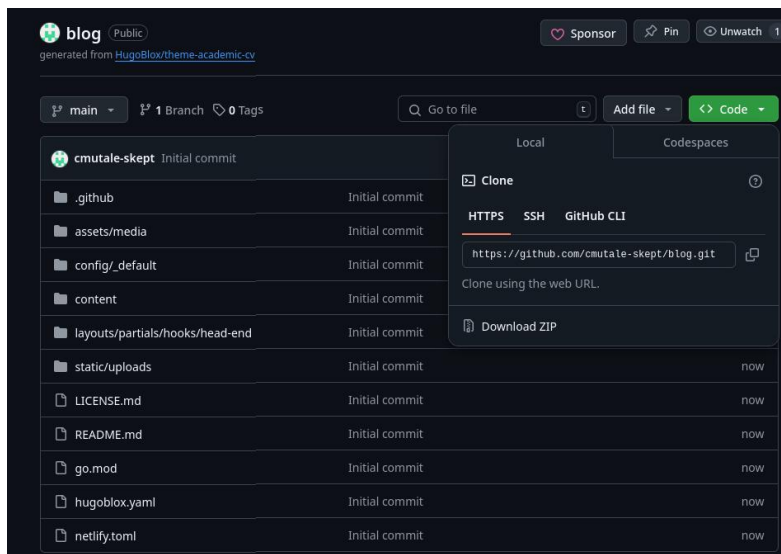 blog Public
generated from HugoBlox/theme-academic-cv
Sponsor
Pin
Unwatch 1
main
1 Branch
0 Tags
Go to file
t
Add file
<> Code
cmutale-skept Initial commit
Local
Codespaces
Clone
?
HTTPS
SSH
GitHub CLI
https://github.com/cmutale-skept/blog.git
Clone using the web URL.
Download ZIP
.github Initial commit
assets/media Initial commit
config/_default Initial commit
content Initial commit
layouts/partials/hooks/head-end Initial commit
static/uploads Initial commit now
LICENSE.md Initial commit now
README.md Initial commit now
go.mod Initial commit now
hugoblox.yaml Initial commit now
netlify.toml Initial commit now